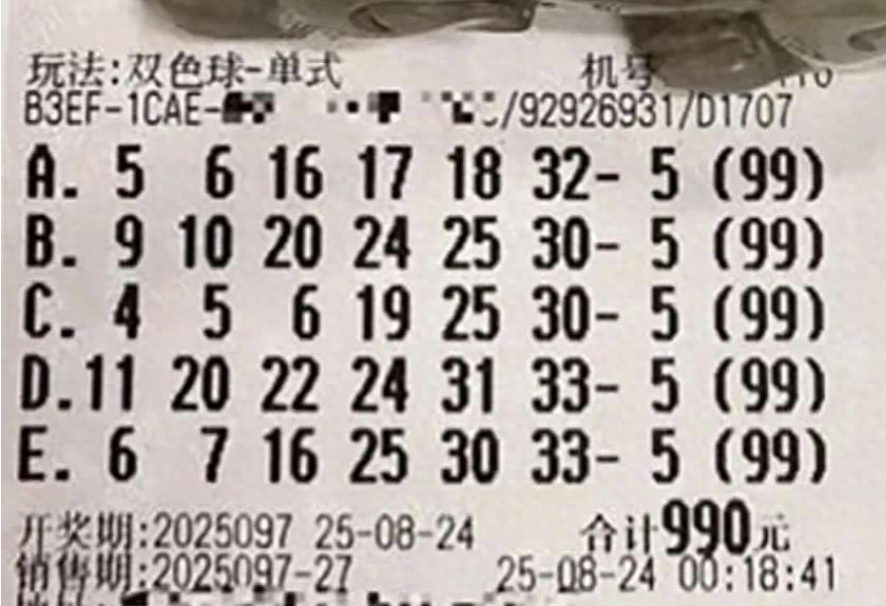 玩法:双色球-单式 机号
B3EF-1CAE- /92926931/D1707
A. 5 6 16 17 18 32- 5 (99)
B. 9 10 20 24 25 30- 5 (99)
C. 4 5 6 19 25 30- 5 (99)
D.11 20 22 24 31 33- 5 (99)
E. 6 7 16 25 30 33- 5 (99)
开奖期:2025097 25-08-24 合计990元
销售期:2025097-27 25-08-24 00:18:41